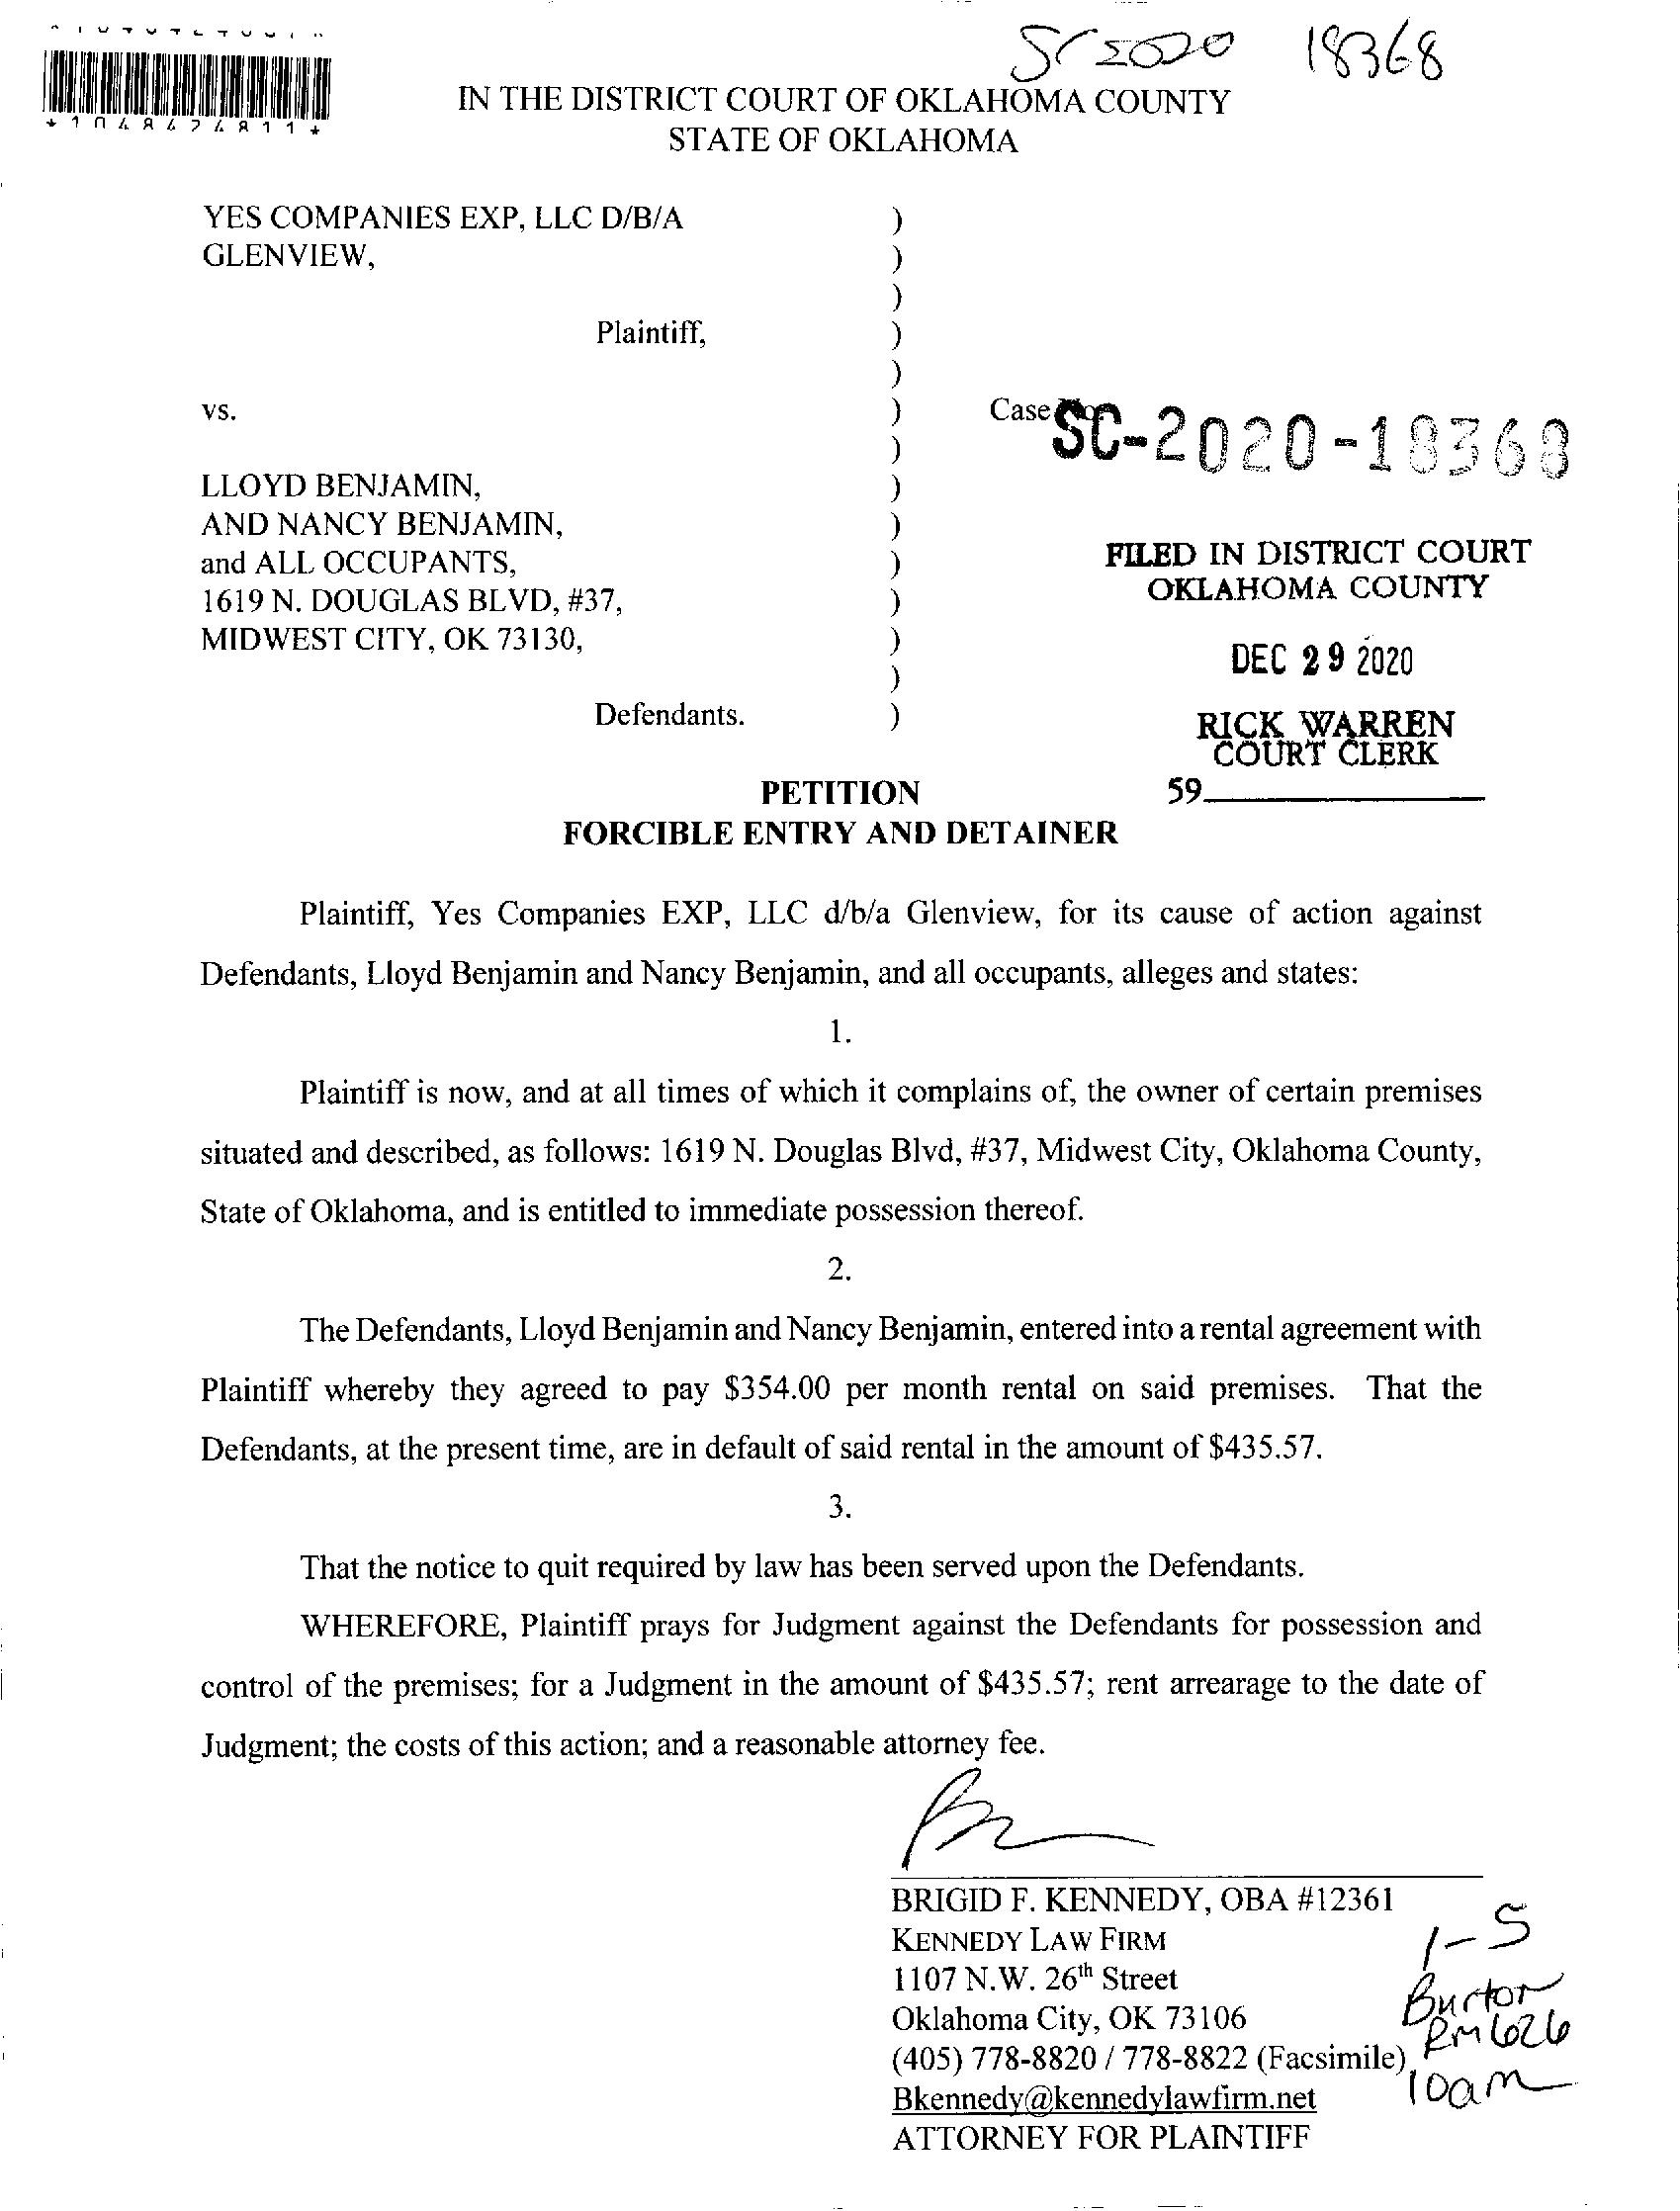 SC 2020 18368
*1048674811*
IN THE DISTRICT COURT OF OKLAHOMA COUNTY
STATE OF OKLAHOMA
YES COMPANIES EXP, LLC D/B/A )
GLENVIEW, )
)
Plaintiff, )
)
vs. ) Case SC-2020-18368
)
LLOYD BENJAMIN, )
AND NANCY BENJAMIN, )
and ALL OCCUPANTS, )
1619 N. DOUGLAS BLVD, #37, )
MIDWEST CITY, OK 73130, )
)
Defendants. )
FILED IN DISTRICT COURT
OKLAHOMA COUNTY
DEC 29 2020
RICK WARREN
COURT CLERK
59
PETITION
FORCIBLE ENTRY AND DETAINER
Plaintiff, Yes Companies EXP, LLC d/b/a Glenview, for its cause of action against
Defendants, Lloyd Benjamin and Nancy Benjamin, and all occupants, alleges and states:
1.
Plaintiff is now, and at all times of which it complains of, the owner of certain premises
situated and described, as follows: 1619 N. Douglas Blvd, #37, Midwest City, Oklahoma County,
State of Oklahoma, and is entitled to immediate possession thereof.
2.
The Defendants, Lloyd Benjamin and Nancy Benjamin, entered into a rental agreement with
Plaintiff whereby they agreed to pay $354.00 per month rental on said premises. That the
Defendants, at the present time, are in default of said rental in the amount of $435.57.
3.
That the notice to quit required by law has been served upon the Defendants.
WHEREFORE, Plaintiff prays for Judgment against the Defendants for possession and
control of the premises; for a Judgment in the amount of $435.57; rent arrearage to the date of
Judgment; the costs of this action; and a reasonable attorney fee.
BRIGID F. KENNEDY, OBA #12361
KENNEDY LAW FIRM
1107 N.W. 26th Street
Oklahoma City, OK 73106
(405) 778-8820 / 778-8822 (Facsimile)
Bkennedy@kennedylawfirm.net
ATTORNEY FOR PLAINTIFF
1-5
Burton
Rm 626
10am